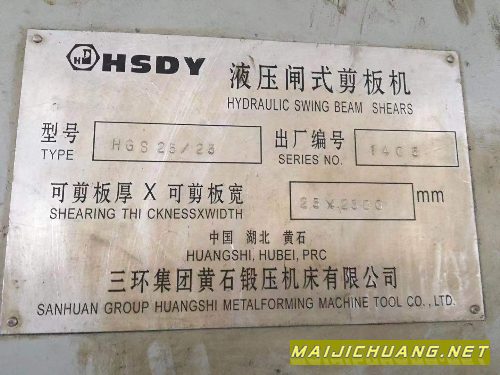 HSDY 液压闸式剪板机
HYDRAULIC SWING BEAM SHEARS
型号 HGS 25/23 出厂编号 1405
TYPE SERIES NO.
可剪板厚 X 可剪板宽 25X2300 mm
SHEARING THI CKNESSXWIDTH
中国 湖北 黄石
HUANGSHI, HUBEI, PRC
三环集团黄石锻压机床有限公司
SANHUAN GROUP HUANGSHI METALFORMING MACHINE TOOL CO., LTD.
MAIJICHUANG.NET